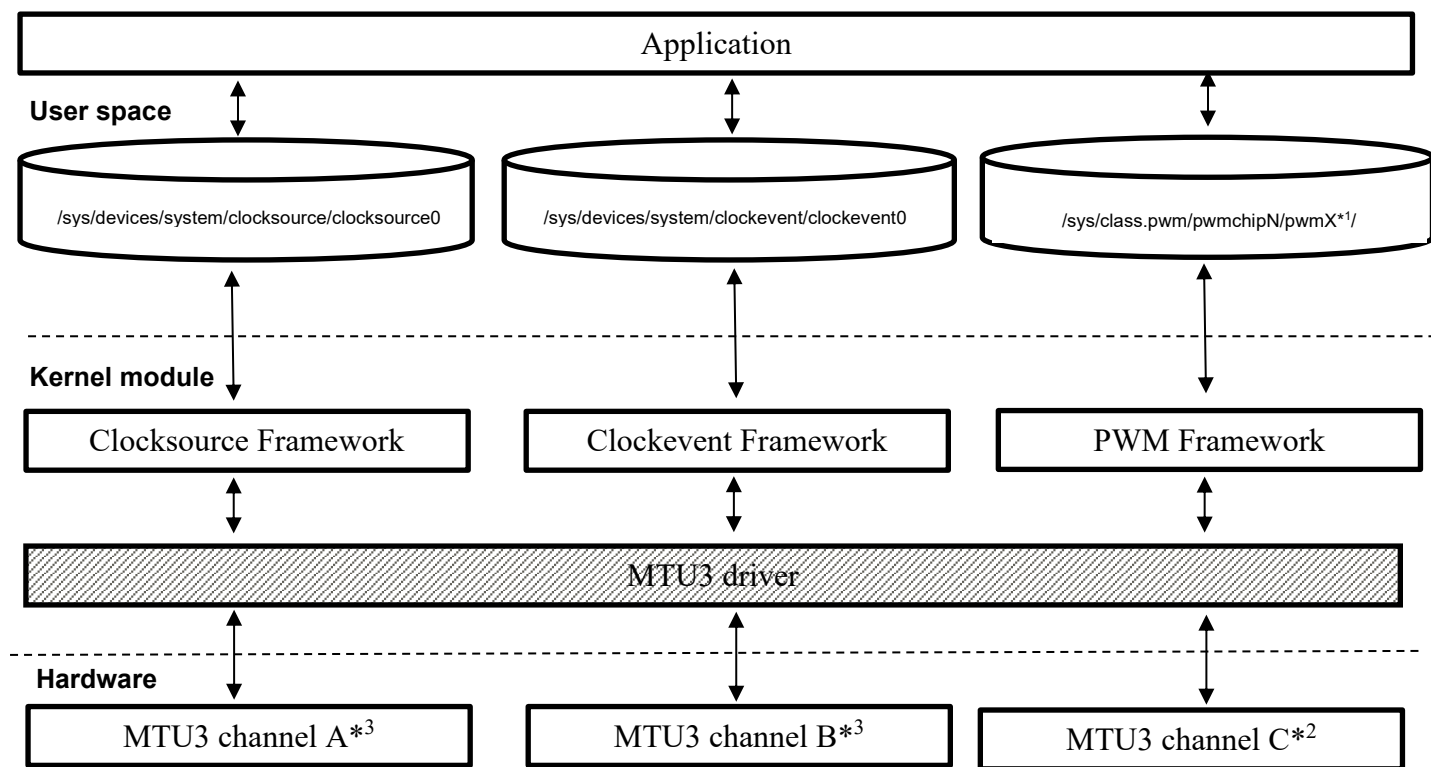 Application
User space
/sys/devices/system/clocksource/clocksource0
/sys/devices/system/clockevent/clockevent0
/sys/class.pwm/pwmchipN/pwmX*¹/
Kernel module
Clocksource Framework
Clockevent Framework
PWM Framework
MTU3 driver
Hardware
MTU3 channel A*³
MTU3 channel B*³
MTU3 channel C*²